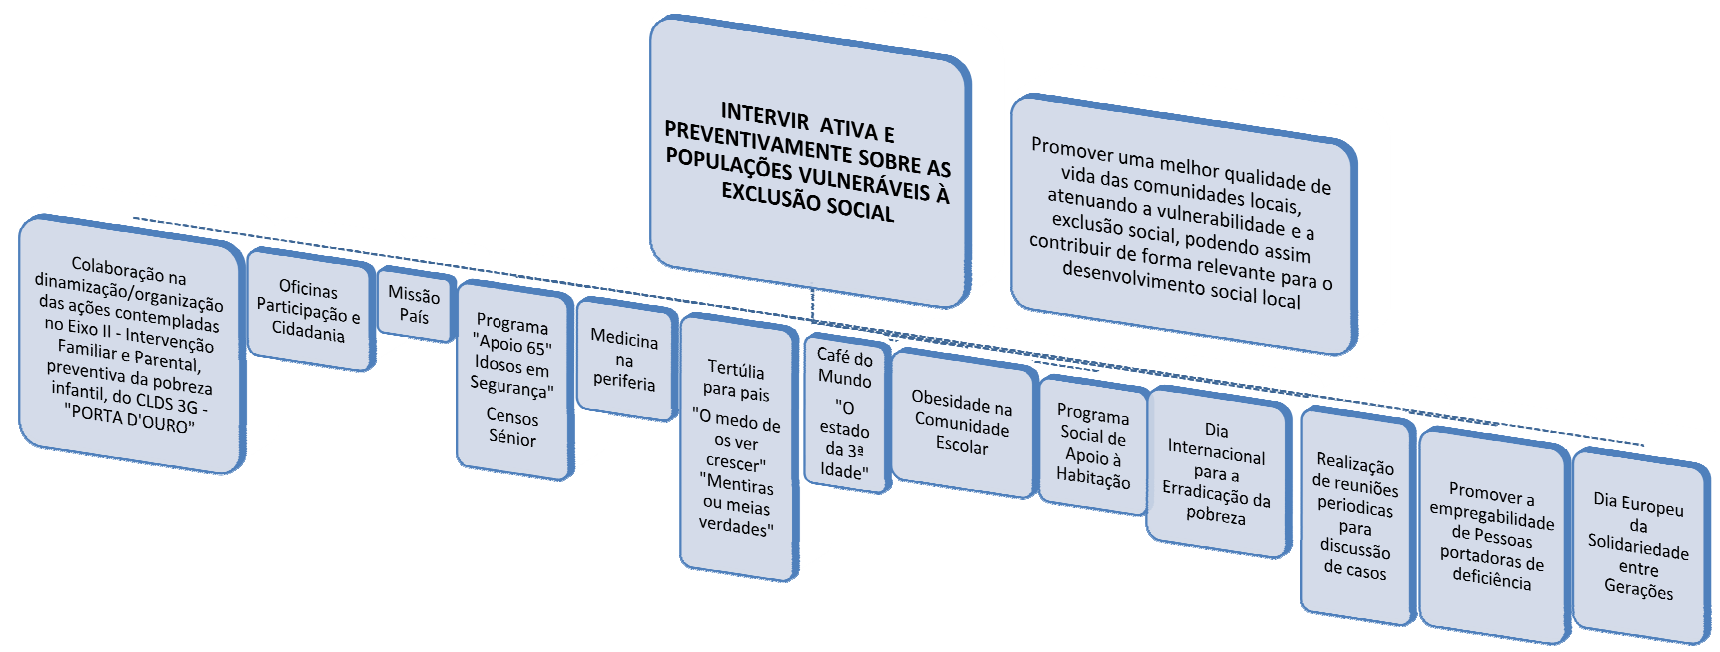 INTERVIR ATIVA E
PREVENTIVAMENTE SOBRE AS
POPULAÇÕES VULNERÁVEIS À
EXCLUSÃO SOCIAL
Promover uma melhor qualidade de
vida das comunidades locais,
atenuando a vulnerabilidade e a
exclusão social, podendo assim
contribuir de forma relevante para o
desenvolvimento social local
Colaboração na
dinamização/organização
das ações contempladas
no Eixo II - Intervenção
Familiar e Parental,
preventiva da pobreza
infantil, do CLDS 3G -
"PORTA D'OURO"
Oficinas
Participação e
Cidadania
Missão
País
Programa
"Apoio 65"
Idosos em
Segurança"
Censos
Sénior
Medicina
na
periferia
Tertúlia
para pais
"O medo de
os ver
crescer"
"Mentiras
ou meias
verdades"
Café do
Mundo
"O
estado
da 3ª
Idade"
Obesidade na
Comunidade
Escolar
Programa
Social de
Apoio à
Habitação
Dia
Internacional
para a
Erradicação da
pobreza
Realização
de reuniões
periodicas
para
discussão
de casos
Promover a
empregabilidade
de Pessoas
portadoras de
deficiência
Dia Europeu
da
Solidariedade
entre
Gerações